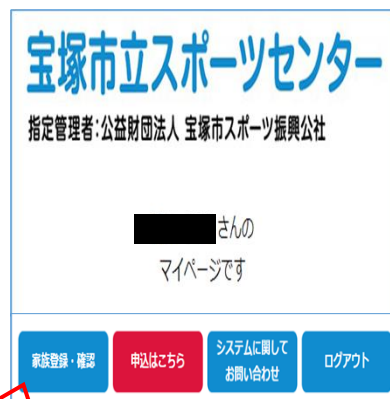 宝塚市立スポーツセンター
指定管理者:公益財団法人 宝塚市スポーツ振興公社
さんの
マイページです
家族登録・確認
申込はこちら
システムに関して
お問い合わせ
ログアウト